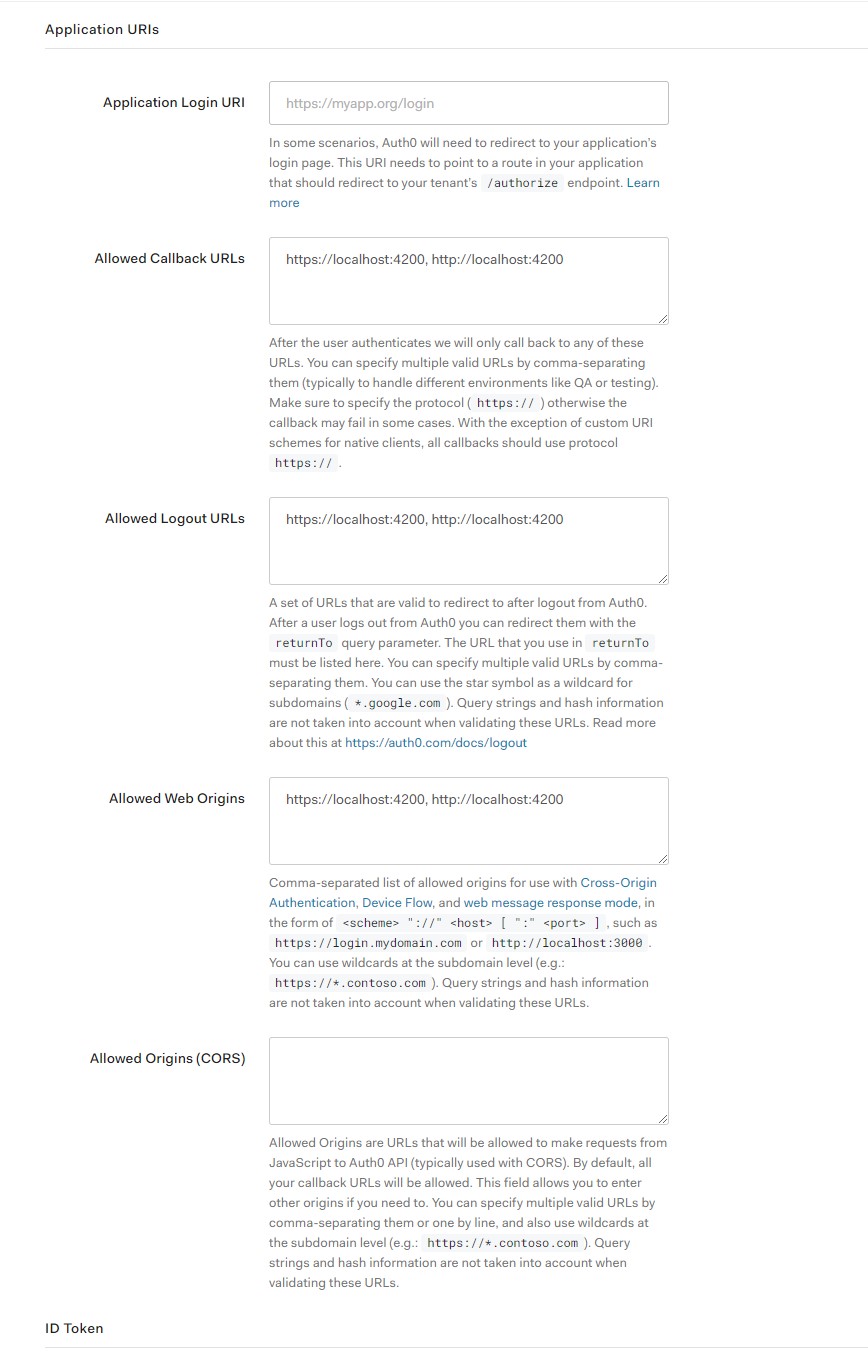 Application URIs
Application Login URI
https://myapp.org/login
In some scenarios, Auth0 will need to redirect to your application's
login page. This URI needs to point to a route in your application
that should redirect to your tenant's /authorize endpoint. Learn
more
Allowed Callback URLs
https://localhost:4200, http://localhost:4200
After the user authenticates we will only call back to any of these
URLs. You can specify multiple valid URLs by comma-separating
them (typically to handle different environments like QA or testing).
Make sure to specify the protocol ( https:// ) otherwise the
callback may fail in some cases. With the exception of custom URI
schemes for native clients, all callbacks should use protocol
https:// .
Allowed Logout URLs
https://localhost:4200, http://localhost:4200
A set of URLs that are valid to redirect to after logout from Auth0.
After a user logs out from Auth0 you can redirect them with the
returnTo query parameter. The URL that you use in returnTo
must be listed here. You can specify multiple valid URLs by comma-
separating them. You can use the star symbol as a wildcard for
subdomains ( *.google.com ). Query strings and hash information
are not taken into account when validating these URLs. Read more
about this at https://auth0.com/docs/logout
Allowed Web Origins
https://localhost:4200, http://localhost:4200
Comma-separated list of allowed origins for use with Cross-Origin
Authentication, Device Flow, and web message response mode, in
the form of <scheme> "://" <host> [ ":" <port> ] , such as
https://login.mydomain.com or http://localhost:3000 .
You can use wildcards at the subdomain level (e.g.:
https://*.contoso.com ). Query strings and hash information
are not taken into account when validating these URLs.
Allowed Origins (CORS)
Allowed Origins are URLs that will be allowed to make requests from
JavaScript to Auth0 API (typically used with CORS). By default, all
your callback URLs will be allowed. This field allows you to enter
other origins if you need to. You can specify multiple valid URLs by
comma-separating them or one by line, and also use wildcards at
the subdomain level (e.g.: https://*.contoso.com ). Query
strings and hash information are not taken into account when
validating these URLs.
ID Token